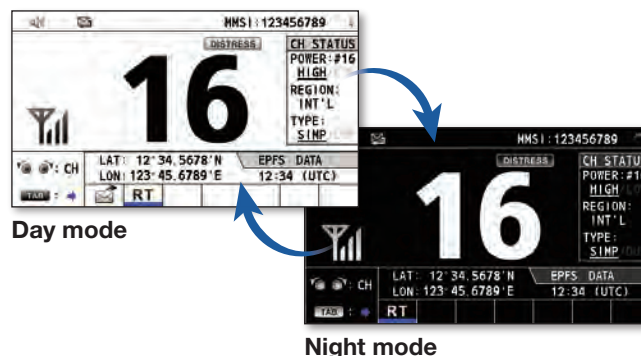 MMSI:123456789
16
DISTRESS
CH STATUS
POWER:#16
HIGH
REGION:
INT'L
TYPE:
SIMP
: CH
LAT: 12°34.5678'N
EPFS DATA
LON: 123°45.6789'E
12:34 (UTC)
TAB :
RT
Day mode
MMSI:123456789
16
DISTRESS
CH STATUS
POWER:#16
HIGH
REGION:
INT'L
TYPE:
SIMP
: CH
LAT: 12°34.5678'N
EPFS DATA
LON: 123°45.6789'E
12:34 (UTC)
TAB :
RT
Night mode